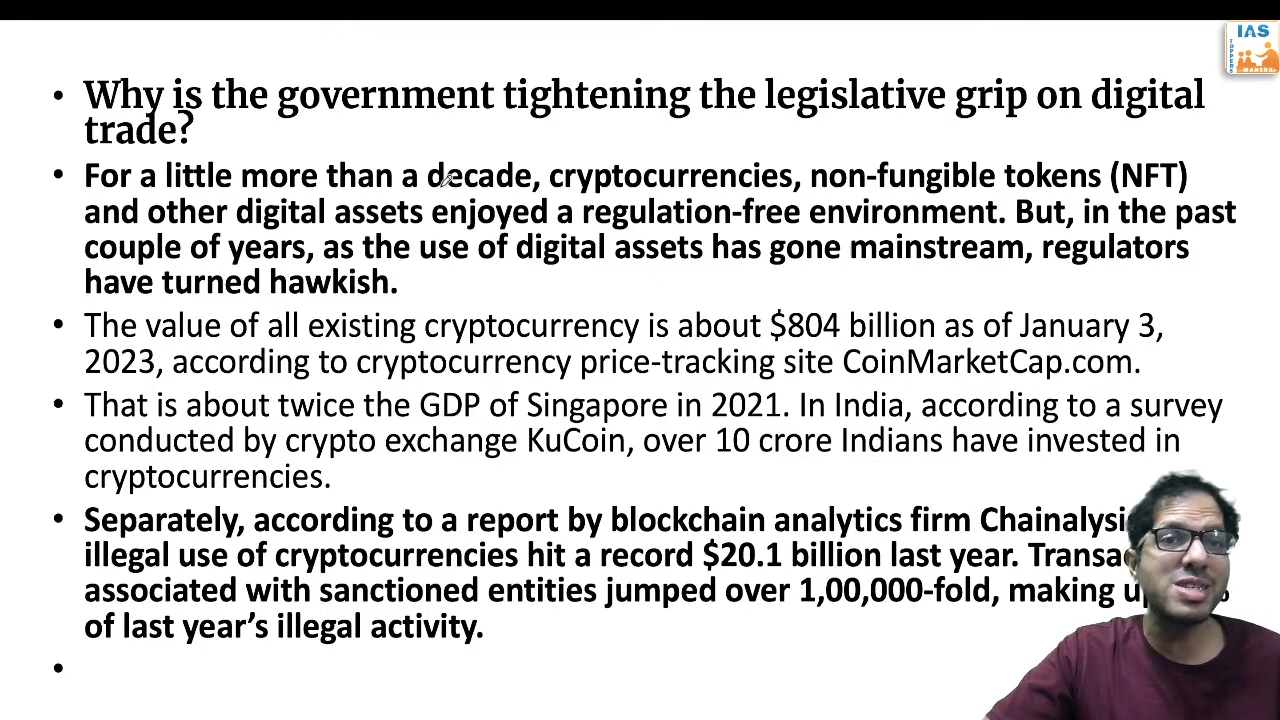 IAS
TOPPERS
MANTRA
• Why is the government tightening the legislative grip on digital
trade?
• For a little more than a decade, cryptocurrencies, non-fungible tokens (NFT)
and other digital assets enjoyed a regulation-free environment. But, in the past
couple of years, as the use of digital assets has gone mainstream, regulators
have turned hawkish.
• The value of all existing cryptocurrency is about $804 billion as of January 3,
2023, according to cryptocurrency price-tracking site CoinMarketCap.com.
• That is about twice the GDP of Singapore in 2021. In India, according to a survey
conducted by crypto exchange KuCoin, over 10 crore Indians have invested in
cryptocurrencies.
• Separately, according to a report by blockchain analytics firm
illegal use of cryptocurrencies hit a record $20.1 billion last year.
associated with sanctioned entities jumped over 1,00,000-fold, making
of last year’s illegal activity.
•